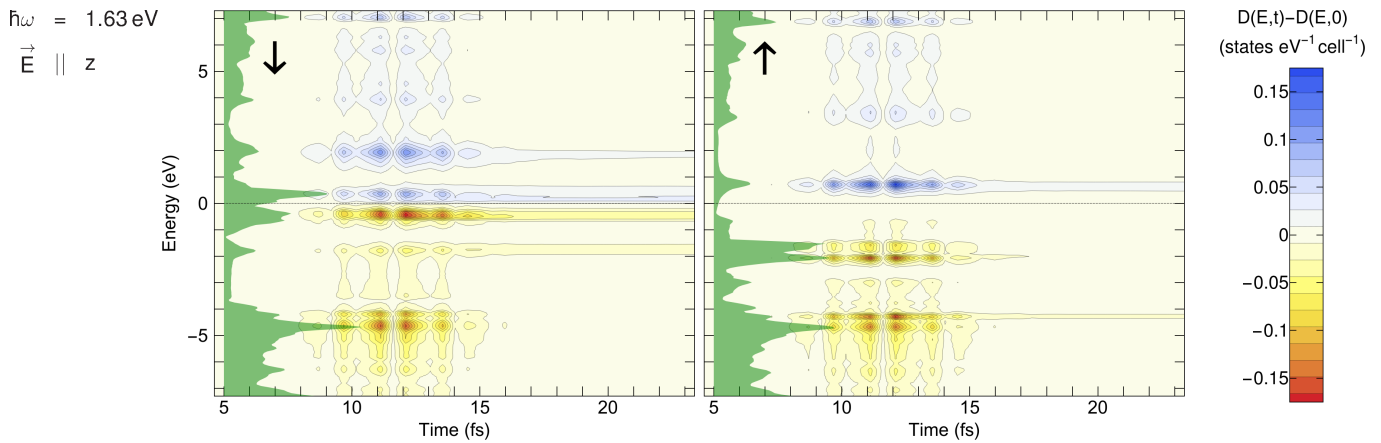 ħω = 1.63 eV
E⃗ || z
↓
↑
Energy (eV)
5
0
−5
5 10 15 20
Time (fs)
5 10 15 20
Time (fs)
D(E,t)−D(E,0)
(states eV⁻¹ cell⁻¹)
0.15
0.1
0.05
0
−0.05
−0.1
−0.15